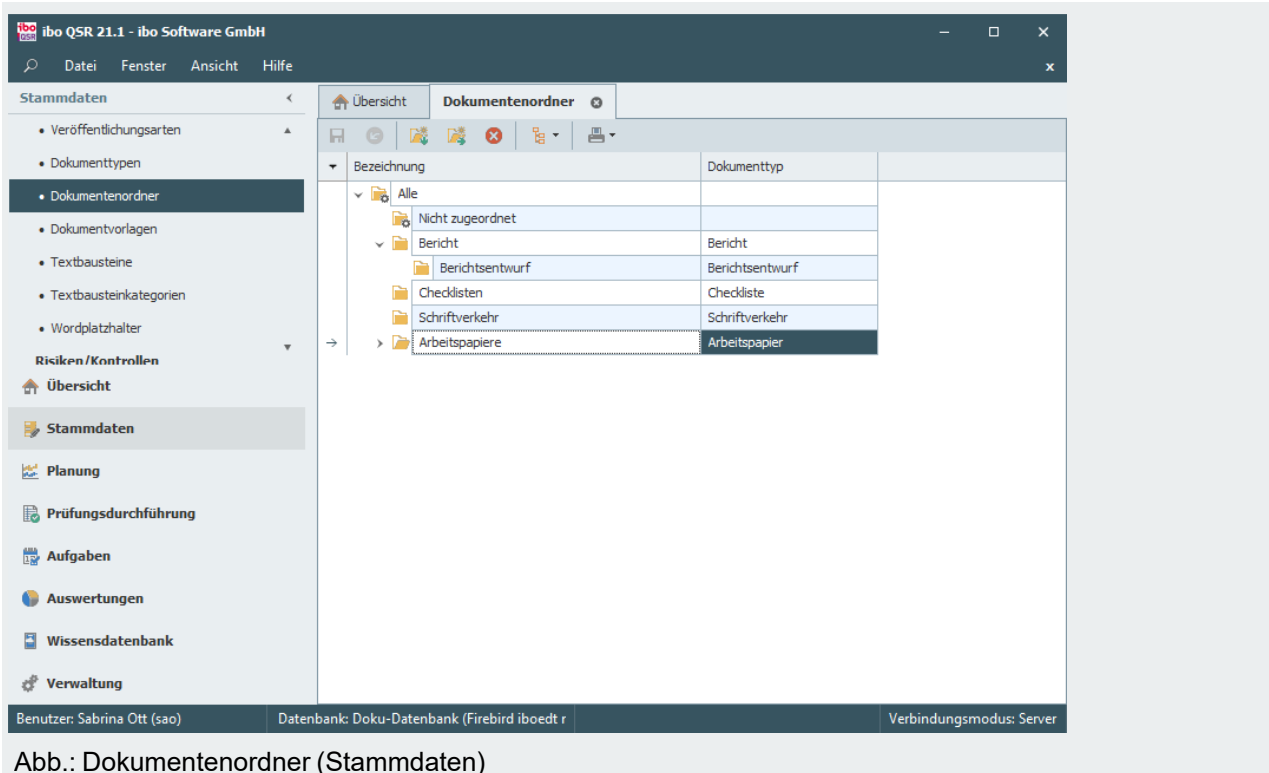 ibo QSR 21.1 - ibo Software GmbH
Datei Fenster Ansicht Hilfe
Stammdaten
• Veröffentlichungsarten
• Dokumenttypen
• Dokumentenordner
• Dokumentvorlagen
• Textbausteine
• Textbausteinkategorien
• Wordplatzhalter
Risiken/Kontrollen
Übersicht
Stammdaten
Planung
Prüfungsdurchführung
Aufgaben
Auswertungen
Wissensdatenbank
Verwaltung
Übersicht Dokumentenordner
Bezeichnung Dokumenttyp
Alle
Nicht zugeordnet
Bericht Bericht
Berichtsentwurf Berichtsentwurf
Checklisten Checkliste
Schriftverkehr Schriftverkehr
Arbeitspapiere Arbeitspapier
Benutzer: Sabrina Ott (sao) Datenbank: Doku-Datenbank (Firebird iboedt r Verbindungsmodus: Server
Abb.: Dokumentenordner (Stammdaten)